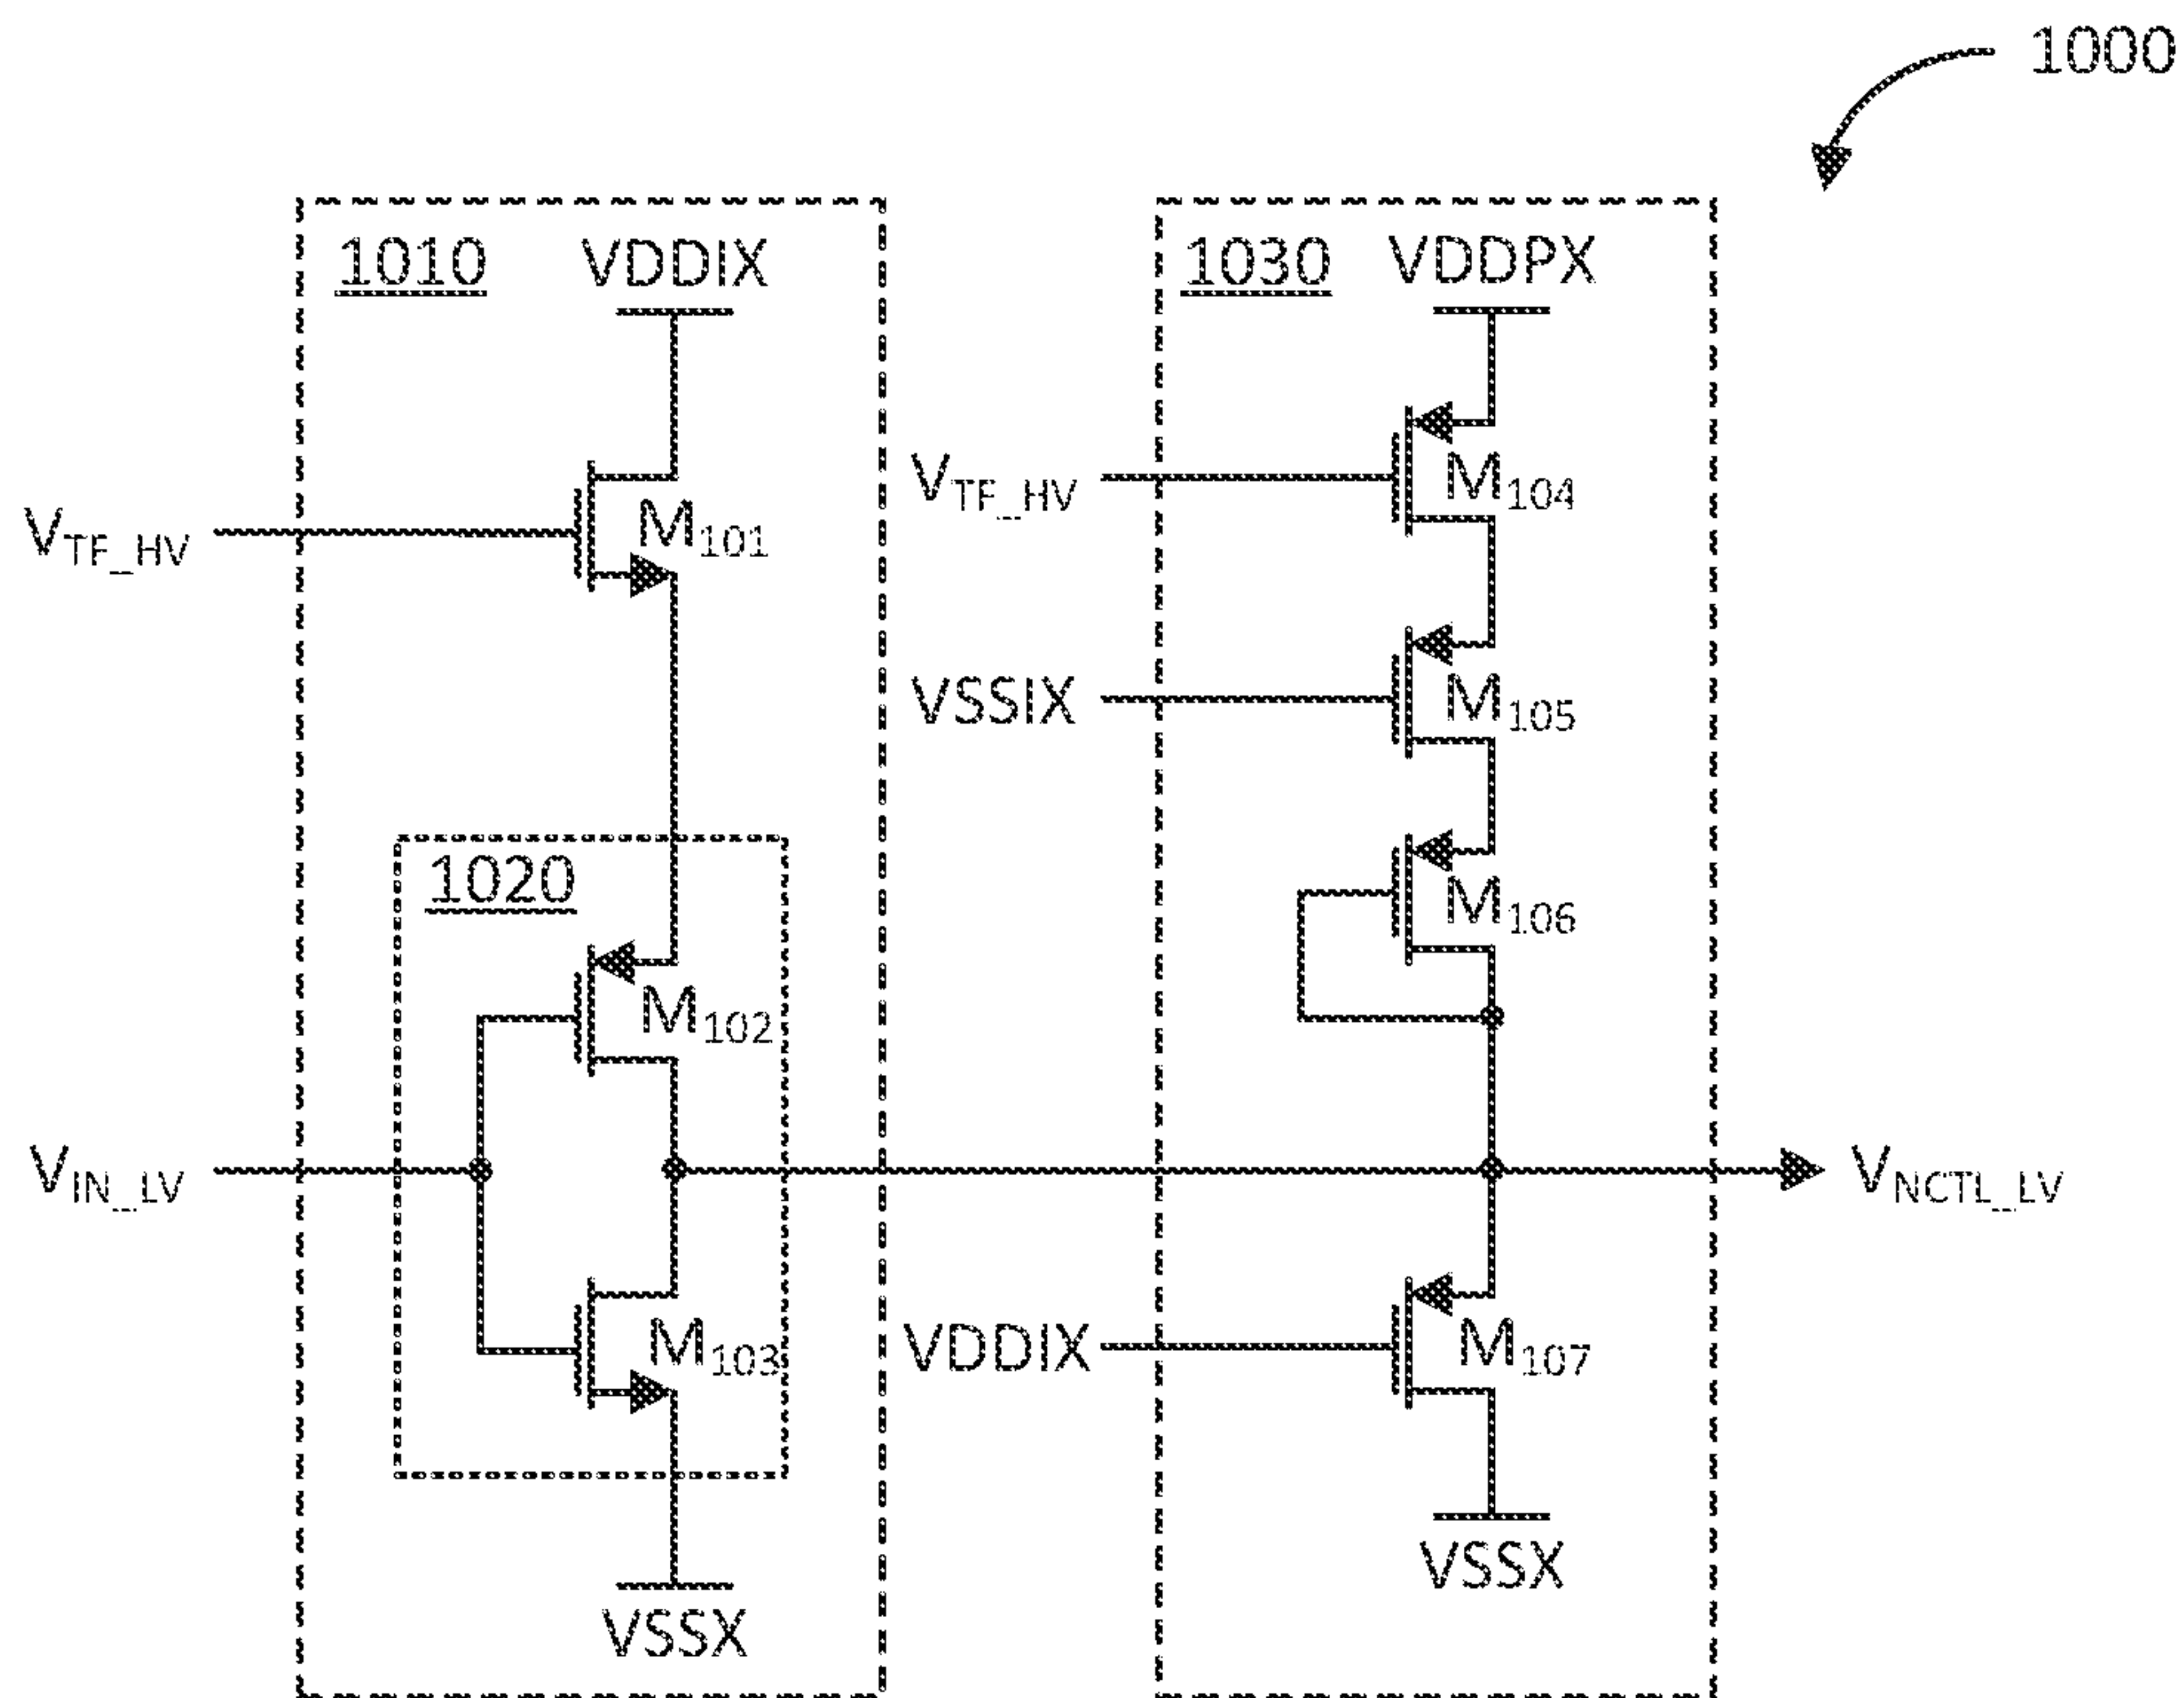 1000
1010
VDDIX
1030
VDDPX
VTF_HV
M101
VTF_HV
M104
VSSIX
M105
1020
M106
M102
VIN_LV
VNCTL_LV
M103
VDDIX
M107
VSSX
VSSX